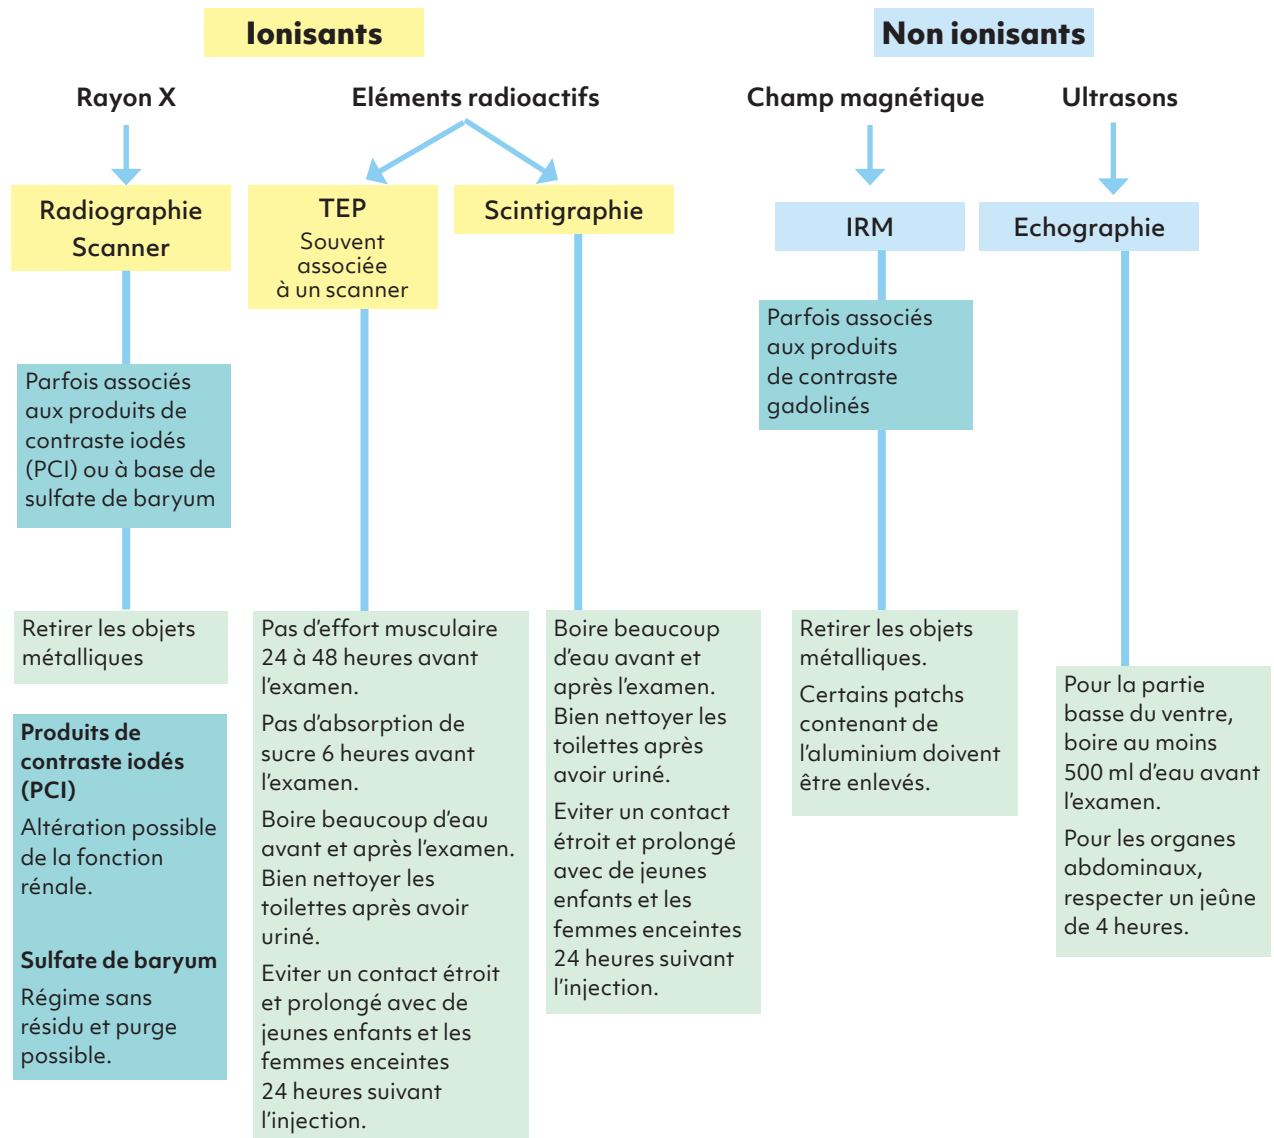 Ionisants
Non ionisants
Rayon X
Eléments radioactifs
Champ magnétique
Ultrasons
Radiographie
Scanner
TEP
Souvent
associée
à un scanner
Scintigraphie
IRM
Echographie
Parfois associés
aux produits de
contraste iodés
(PCI) ou à base de
sulfate de baryum
Parfois associés
aux produits
de contraste
gadolinés
Retirer les objets
métalliques
Produits de
contraste iodés
(PCI)
Altération possible
de la fonction
rénale.
Sulfate de baryum
Régime sans
résidu et purge
possible.
Pas d’effort musculaire
24 à 48 heures avant
l’examen.
Pas d’absorption de
sucre 6 heures avant
l’examen.
Boire beaucoup d’eau
avant et après l’examen.
Bien nettoyer les
toilettes après avoir
uriné.
Eviter un contact étroit
et prolongé avec de
jeunes enfants et les
femmes enceintes
24 heures suivant
l’injection.
Boire beaucoup
d’eau avant et
après l’examen.
Bien nettoyer les
toilettes après
avoir uriné.
Eviter un contact
étroit et prolongé
avec de jeunes
enfants et les
femmes enceintes
24 heures suivant
l’injection.
Retirer les objets
métalliques.
Certains patchs
contenant de
l’aluminium doivent
être enlevés.
Pour la partie
basse du ventre,
boire au moins
500 ml d’eau avant
l’examen.
Pour les organes
abdominaux,
respecter un jeûne
de 4 heures.